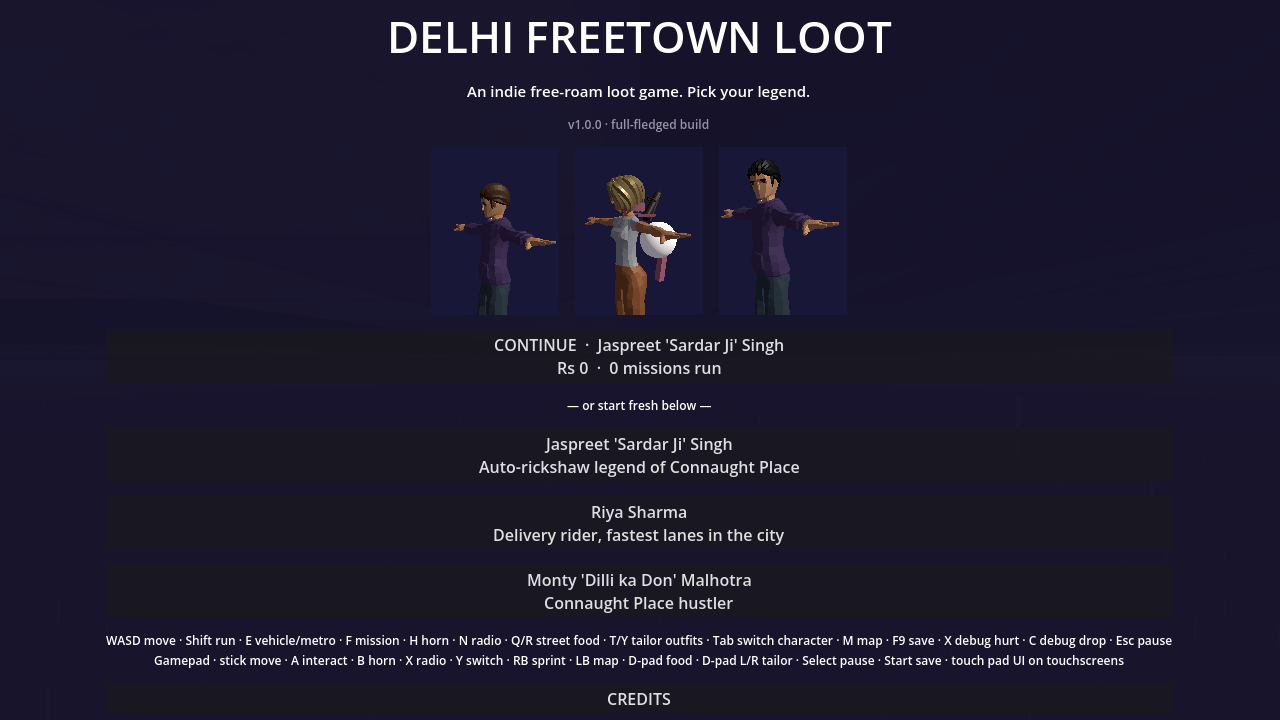 DELHI FREETOWN LOOT
An indie free-roam loot game. Pick your legend.
v1.0.0 · full-fledged build
CONTINUE · Jaspreet 'Sardar Ji' Singh
Rs 0 · 0 missions run
— or start fresh below —
Jaspreet 'Sardar Ji' Singh
Auto-rickshaw legend of Connaught Place
Riya Sharma
Delivery rider, fastest lanes in the city
Monty 'Dilli ka Don' Malhotra
Connaught Place hustler
WASD move · Shift run · E vehicle/metro · F mission · H horn · N radio · Q/R street food · T/Y tailor outfits · Tab switch character · M map · F9 save · X debug hurt · C debug drop · Esc pause
Gamepad · stick move · A interact · B horn · X radio · Y switch · RB sprint · LB map · D-pad food · D-pad L/R tailor · Select pause · Start save · touch pad UI on touchscreens
CREDITS